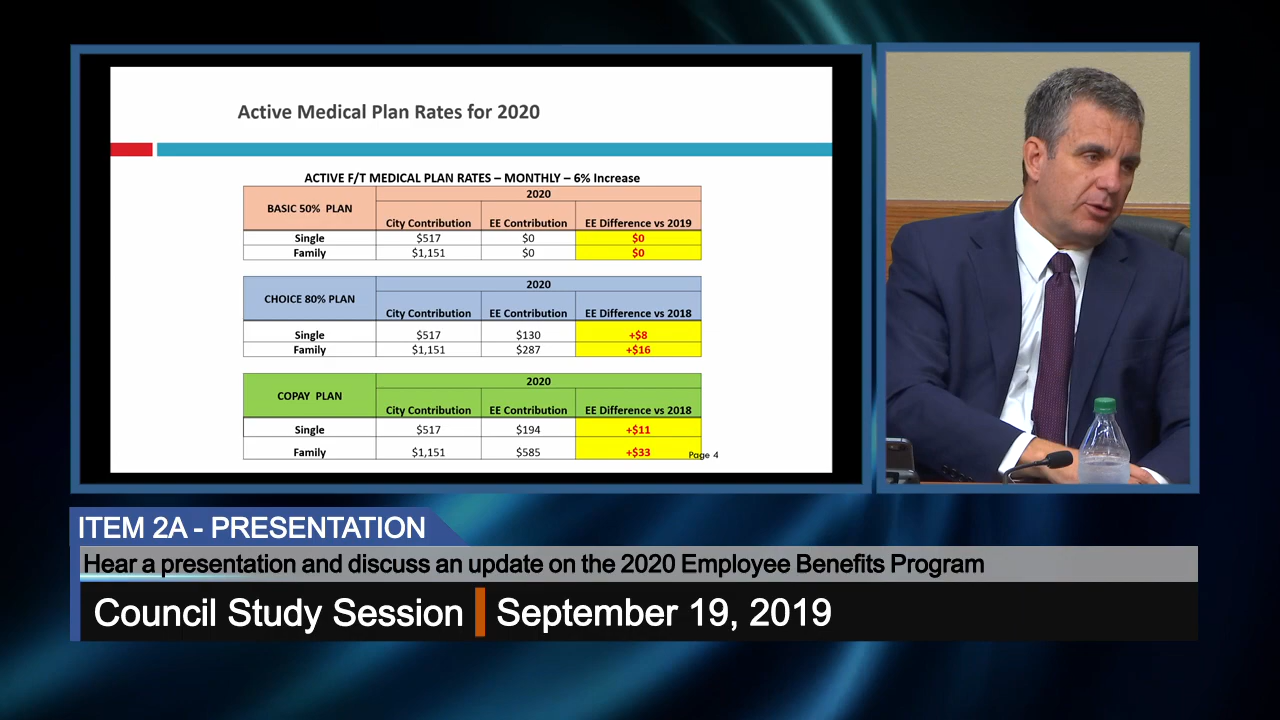 Active Medical Plan Rates for 2020
ACTIVE F/T MEDICAL PLAN RATES – MONTHLY – 6% Increase
BASIC 50% PLAN
2020
City Contribution EE Contribution EE Difference vs 2019
Single $517 $0 $0
Family $1,151 $0 $0
CHOICE 80% PLAN
2020
City Contribution EE Contribution EE Difference vs 2018
Single $517 $130 +$8
Family $1,151 $287 +$16
COPAY PLAN
2020
City Contribution EE Contribution EE Difference vs 2018
Single $517 $194 +$11
Family $1,151 $585 +$33
Page 4
ITEM 2A - PRESENTATION
Hear a presentation and discuss an update on the 2020 Employee Benefits Program
Council Study Session September 19, 2019